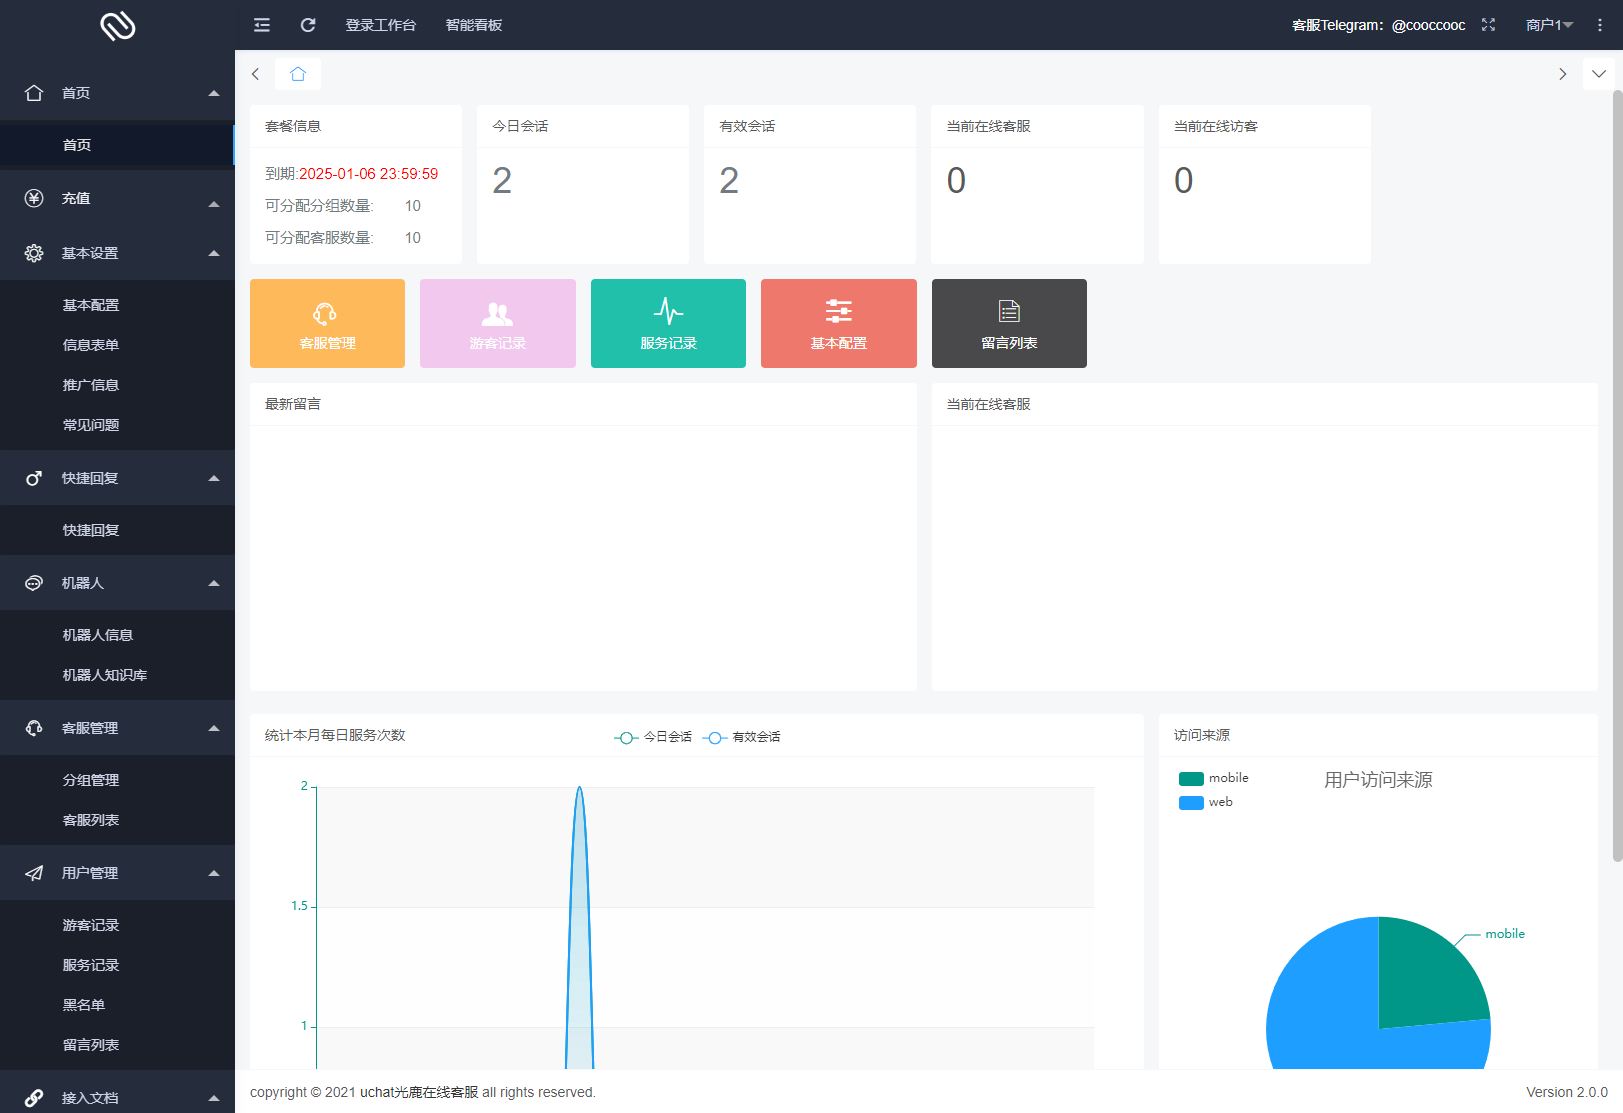 登录工作台 智能看板 客服Telegram：@cooccooc 商户1
首页
首页
充值
基本设置
基本配置
信息表单
推广信息
常见问题
快捷回复
快捷回复
机器人
机器人信息
机器人知识库
客服管理
分组管理
客服列表
用户管理
游客记录
服务记录
黑名单
留言列表
接入文档
套餐信息
到期:2025-01-06 23:59:59
可分配分组数量: 10
可分配客服数量: 10
今日会话
2
有效会话
2
当前在线客服
0
当前在线访客
0
客服管理
游客记录
服务记录
基本配置
留言列表
最新留言
当前在线客服
统计本月每日服务次数
今日会话 有效会话
2
1.5
1
访问来源
mobile
web
用户访问来源
mobile
copyright © 2021 uchat光鹿在线客服 all rights reserved.
Version 2.0.0